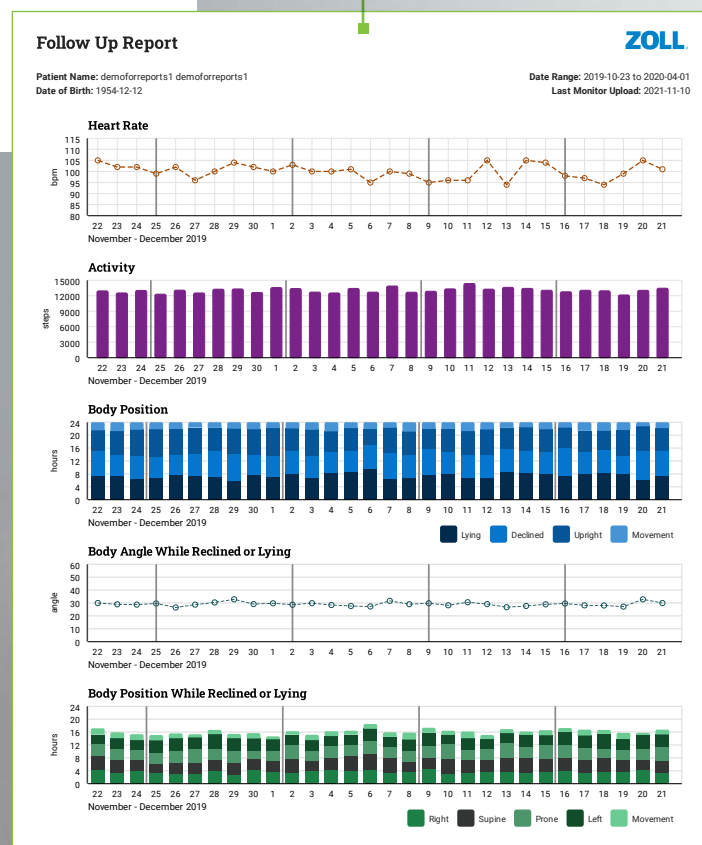 Follow Up Report
ZOLL
Patient Name: demoforreports1 demoforreports1
Date Range: 2019-10-23 to 2020-04-01
Date of Birth: 1954-12-12
Last Monitor Upload: 2021-11-10
Heart Rate
115
110
105
100
95
90
85
80
bpm
22 23 24 25 26 27 28 29 30 1 2 3 4 5 6 7 8 9 10 11 12 13 14 15 16 17 18 19 20 21
November - December 2019
Activity
15000
12000
9000
6000
3000
0
steps
22 23 24 25 26 27 28 29 30 1 2 3 4 5 6 7 8 9 10 11 12 13 14 15 16 17 18 19 20 21
November - December 2019
Body Position
24
20
16
12
8
4
0
hours
22 23 24 25 26 27 28 29 30 1 2 3 4 5 6 7 8 9 10 11 12 13 14 15 16 17 18 19 20 21
November - December 2019
Lying Declined Upright Movement
Body Angle While Reclined or Lying
60
50
40
30
20
10
0
angle
22 23 24 25 26 27 28 29 30 1 2 3 4 5 6 7 8 9 10 11 12 13 14 15 16 17 18 19 20 21
November - December 2019
Body Position While Reclined or Lying
24
20
16
12
8
4
0
hours
22 23 24 25 26 27 28 29 30 1 2 3 4 5 6 7 8 9 10 11 12 13 14 15 16 17 18 19 20 21
November - December 2019
Right Supine Prone Left Movement